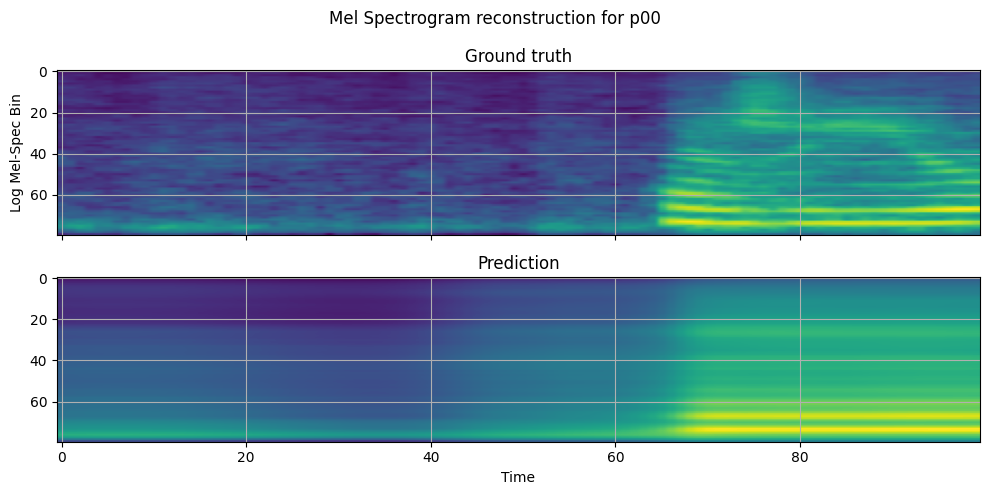 Mel Spectrogram reconstruction for p00
Ground truth
0
20
40
60
Log Mel-Spec Bin
Prediction
0
20
40
60
0 20 40 60 80
Time